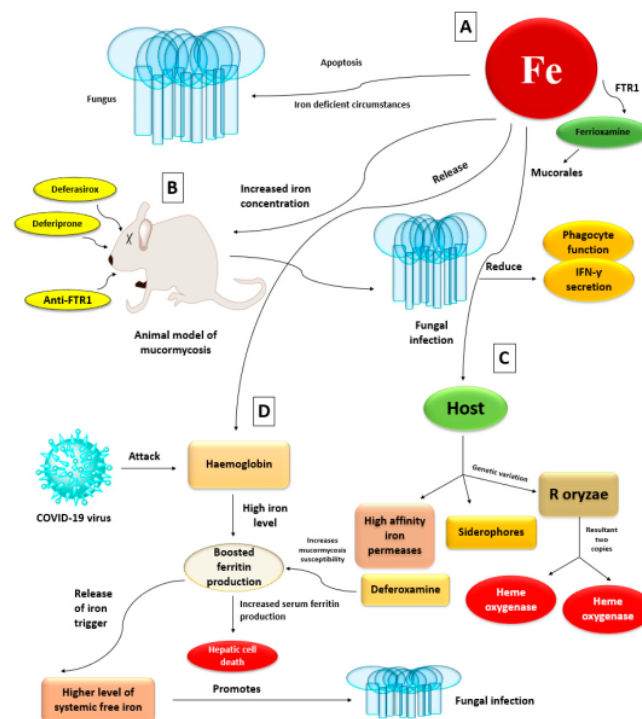 A
Fe
Apoptosis
Fungus
Iron deficient circumstances
FTR1
Ferrioxamine
Mucorales
B
Deferasirox
Deferiprone
Anti-FTR1
Increased iron
concentration
Release
Animal model of
mucormycosis
Fungal
infection
Reduce
Phagocyte
function
IFN-γ
secretion
C
Host
Genetic variation
High affinity
iron
permeases
Siderophores
R oryzae
Resultant
two
copies
Heme
oxygenase
Heme
oxygenase
D
COVID-19 virus
Attack
Haemoglobin
High iron
level
Boosted
ferritin
production
Increases
mucormycosis
susceptibility
Deferoxamine
Release
of iron
trigger
Increased serum ferritin
production
Hepatic cell
death
Higher level of
systemic free iron
Promotes
Fungal infection